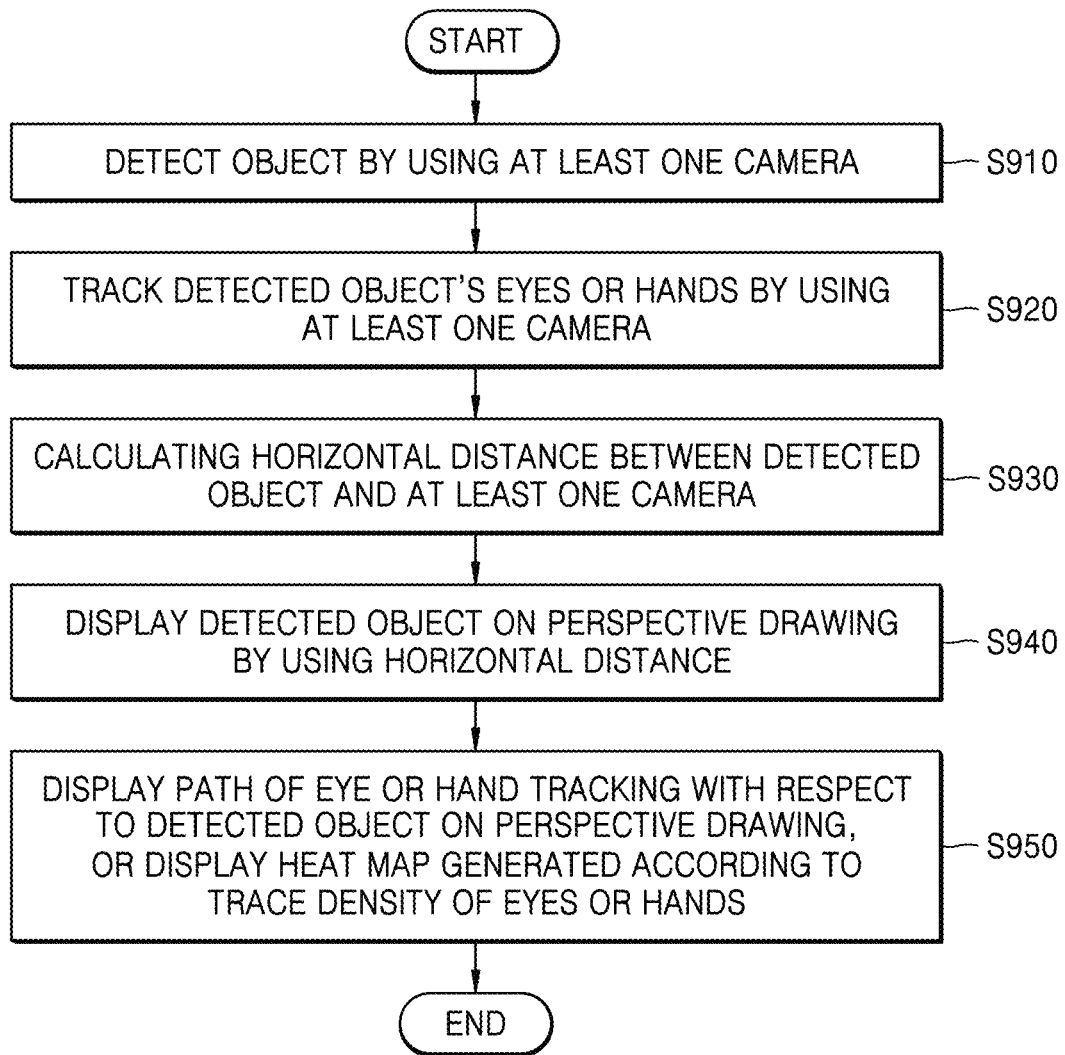 START
DETECT OBJECT BY USING AT LEAST ONE CAMERA
S910
TRACK DETECTED OBJECT'S EYES OR HANDS BY USING
AT LEAST ONE CAMERA
S920
CALCULATING HORIZONTAL DISTANCE BETWEEN DETECTED
OBJECT AND AT LEAST ONE CAMERA
S930
DISPLAY DETECTED OBJECT ON PERSPECTIVE DRAWING
BY USING HORIZONTAL DISTANCE
S940
DISPLAY PATH OF EYE OR HAND TRACKING WITH RESPECT
TO DETECTED OBJECT ON PERSPECTIVE DRAWING,
OR DISPLAY HEAT MAP GENERATED ACCORDING TO
TRACE DENSITY OF EYES OR HANDS
S950
END